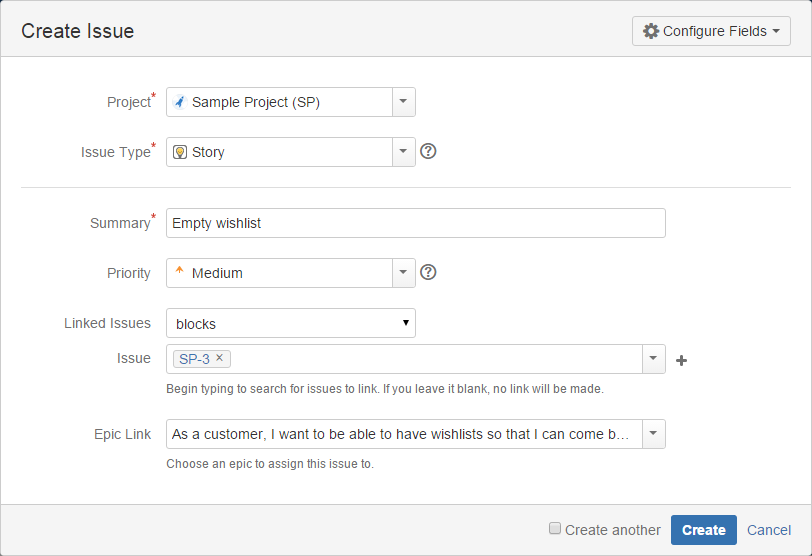 Create Issue
Configure Fields
Project*
Sample Project (SP)
Issue Type*
Story
Summary*
Empty wishlist
Priority
Medium
Linked Issues
blocks
Issue
SP-3 ×
Begin typing to search for issues to link. If you leave it blank, no link will be made.
Epic Link
As a customer, I want to be able to have wishlists so that I can come b...
Choose an epic to assign this issue to.
Create another
Create
Cancel